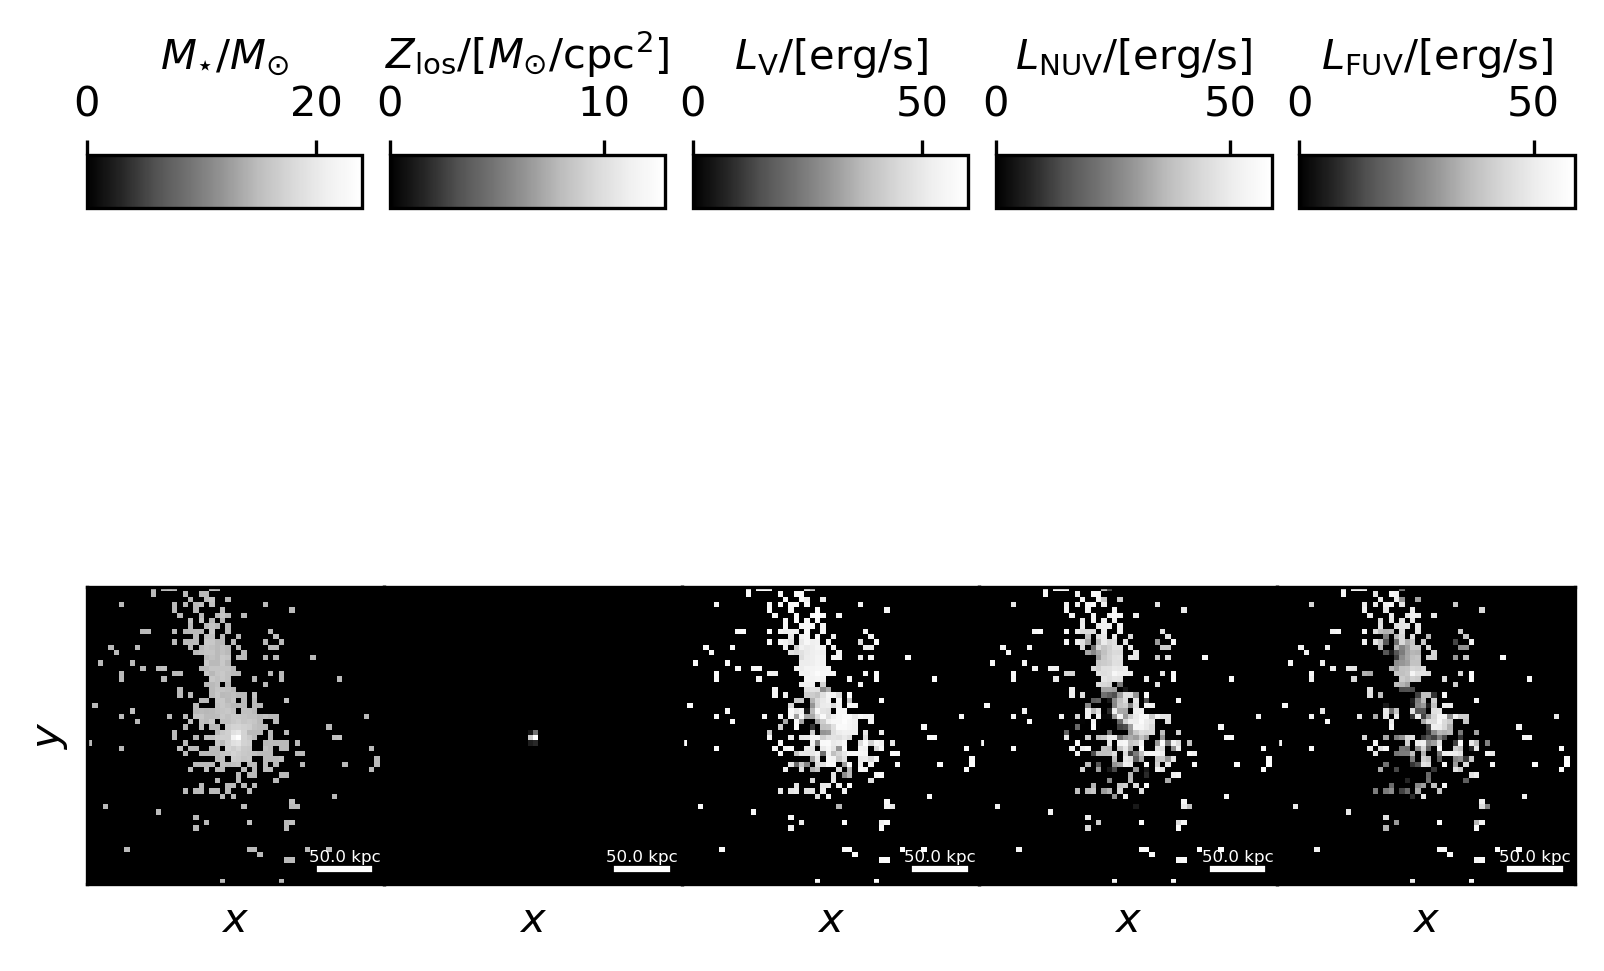 M⋆/M⊙ Z_los/[M⊙/cpc²] L_V/[erg/s] L_NUV/[erg/s] L_FUV/[erg/s]
0 20 0 10 0 50 0 50 0 50
y
50.0 kpc 50.0 kpc 50.0 kpc 50.0 kpc 50.0 kpc
x x x x x